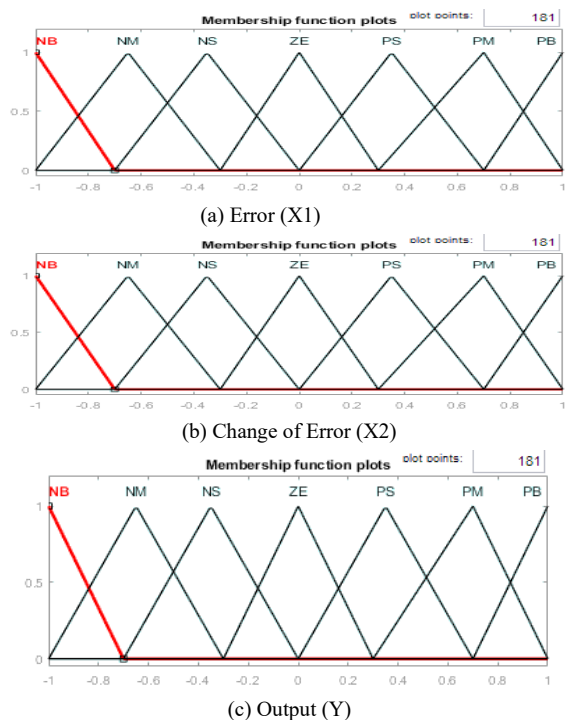 Membership function plots plot points: 181
NB NM NS ZE PS PM PB
1
0.5
0
-1 -0.8 -0.6 -0.4 -0.2 0 0.2 0.4 0.6 0.8 1
(a) Error (X1)
Membership function plots plot points: 181
NB NM NS ZE PS PM PB
1
0.5
0
-1 -0.8 -0.6 -0.4 -0.2 0 0.2 0.4 0.6 0.8 1
(b) Change of Error (X2)
Membership function plots plot points: 181
NB NM NS ZE PS PM PB
1
0.5
0
-1 -0.8 -0.6 -0.4 -0.2 0 0.2 0.4 0.6 0.8 1
(c) Output (Y)